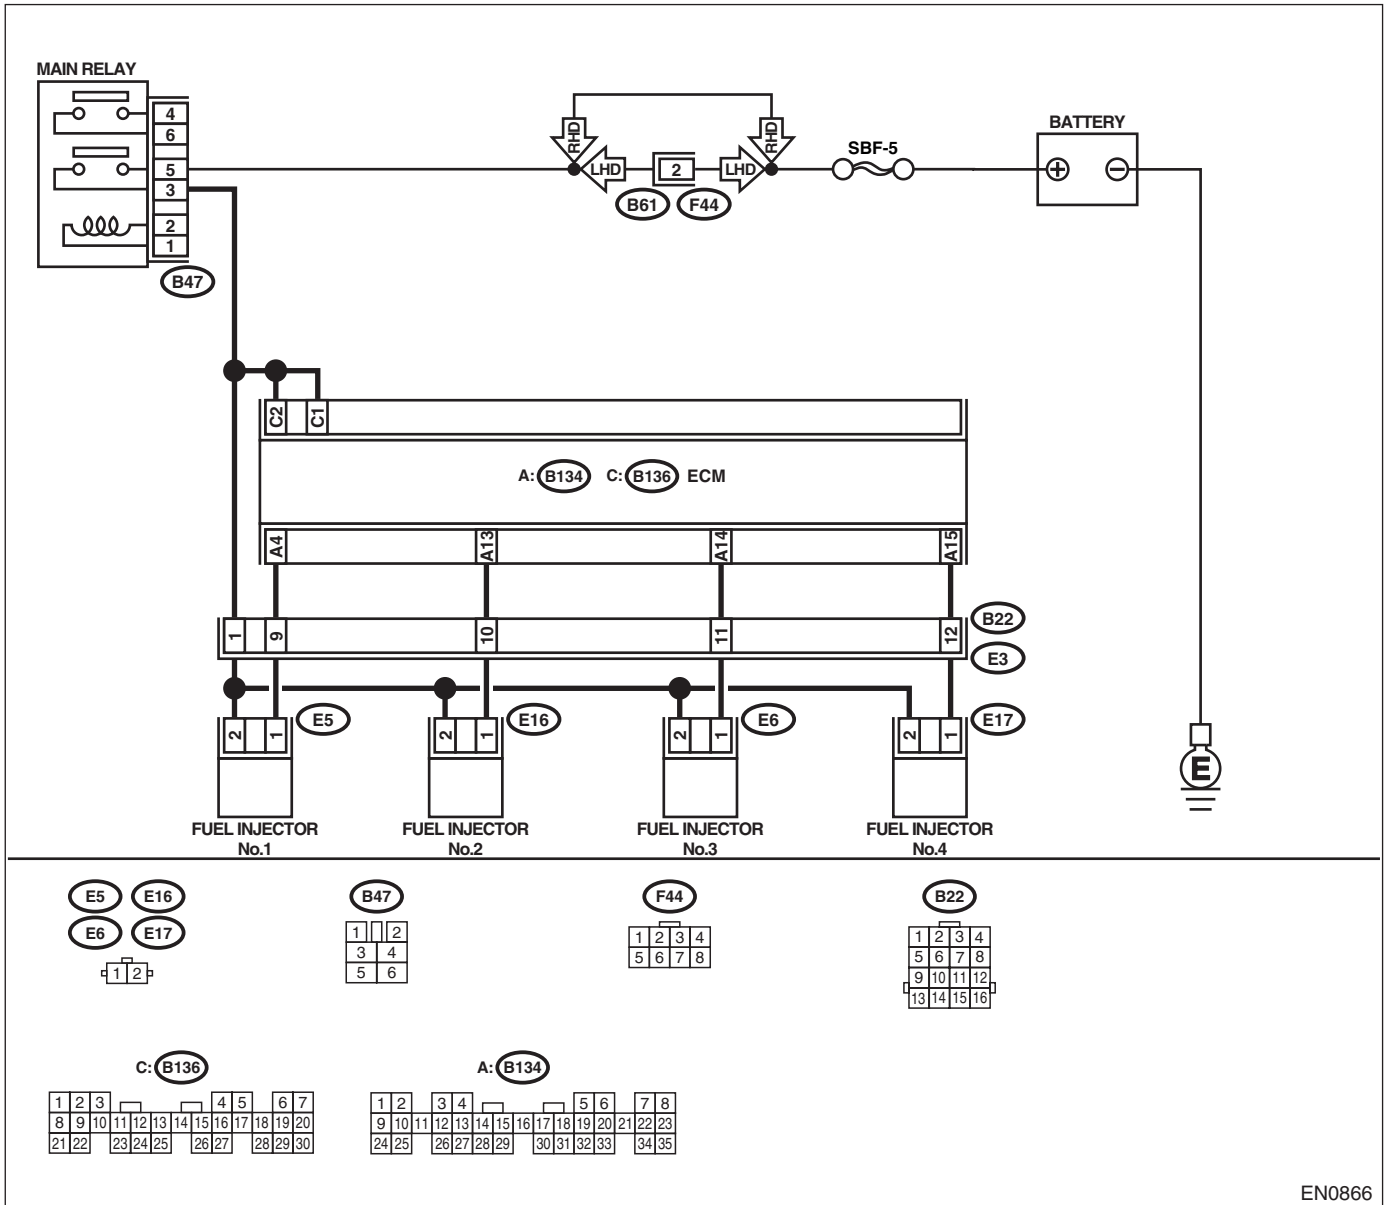 MAIN RELAY
4
6
5
3
2
1
B47
RHD
RHD
LHD
2
LHD
B61
F44
SBF-5
BATTERY
+
−
C2
C1
A: B134 C: B136 ECM
A4
A13
A14
A15
1
9
10
11
12
B22
E3
2
1
E5
2
1
E16
2
1
E6
2
1
E17
E
FUEL INJECTOR
No.1
FUEL INJECTOR
No.2
FUEL INJECTOR
No.3
FUEL INJECTOR
No.4
E5 E16
E6 E17
1 2
B47
1 2
3 4
5 6
F44
1 2 3 4
5 6 7 8
B22
1 2 3 4
5 6 7 8
9 10 11 12
13 14 15 16
C: B136
1 2 3 4 5 6 7
8 9 10 11 12 13 14 15 16 17 18 19 20
21 22 23 24 25 26 27 28 29 30
A: B134
1 2 3 4 5 6 7 8
9 10 11 12 13 14 15 16 17 18 19 20 21 22 23
24 25 26 27 28 29 30 31 32 33 34 35
EN0866